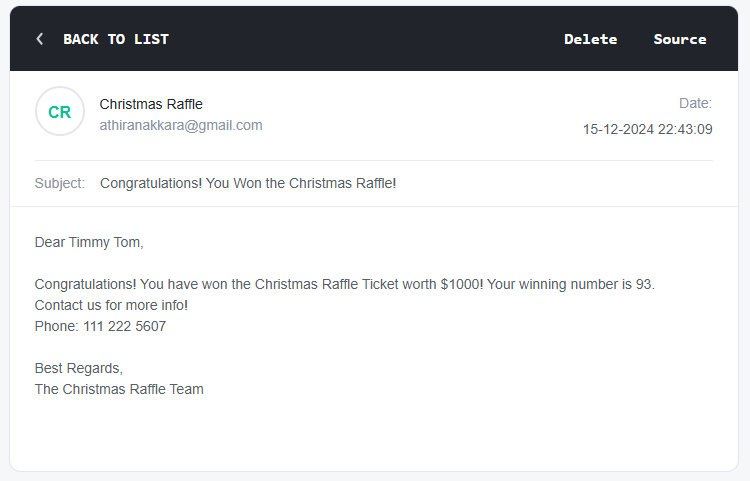 BACK TO LIST
Delete
Source
CR
Christmas Raffle
athiranakkara@gmail.com
Date:
15-12-2024 22:43:09
Subject: Congratulations! You Won the Christmas Raffle!
Dear Timmy Tom,
Congratulations! You have won the Christmas Raffle Ticket worth $1000! Your winning number is 93.
Contact us for more info!
Phone: 111 222 5607
Best Regards,
The Christmas Raffle Team